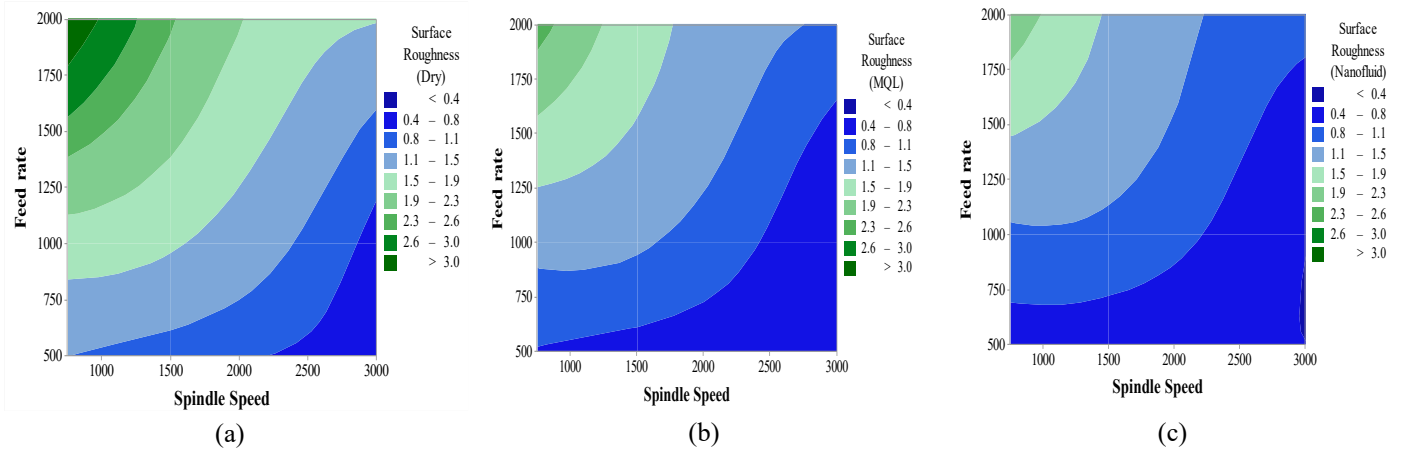 2000
1750
1500
1250
1000
750
500
Feed rate
1000
1500
2000
2500
3000
Spindle Speed
Surface
Roughness
(Dry)
< 0.4
0.4 – 0.8
0.8 – 1.1
1.1 – 1.5
1.5 – 1.9
1.9 – 2.3
2.3 – 2.6
2.6 – 3.0
> 3.0
(a)
2000
1750
1500
1250
1000
750
500
Feed rate
1000
1500
2000
2500
3000
Spindle Speed
Surface
Roughness
(MQL)
< 0.4
0.4 – 0.8
0.8 – 1.1
1.1 – 1.5
1.5 – 1.9
1.9 – 2.3
2.3 – 2.6
2.6 – 3.0
> 3.0
(b)
2000
1750
1500
1250
1000
750
500
Feed rate
1000
1500
2000
2500
3000
Spindle Speed
Surface
Roughness
(Nanofluid)
< 0.4
0.4 – 0.8
0.8 – 1.1
1.1 – 1.5
1.5 – 1.9
1.9 – 2.3
2.3 – 2.6
2.6 – 3.0
> 3.0
(c)